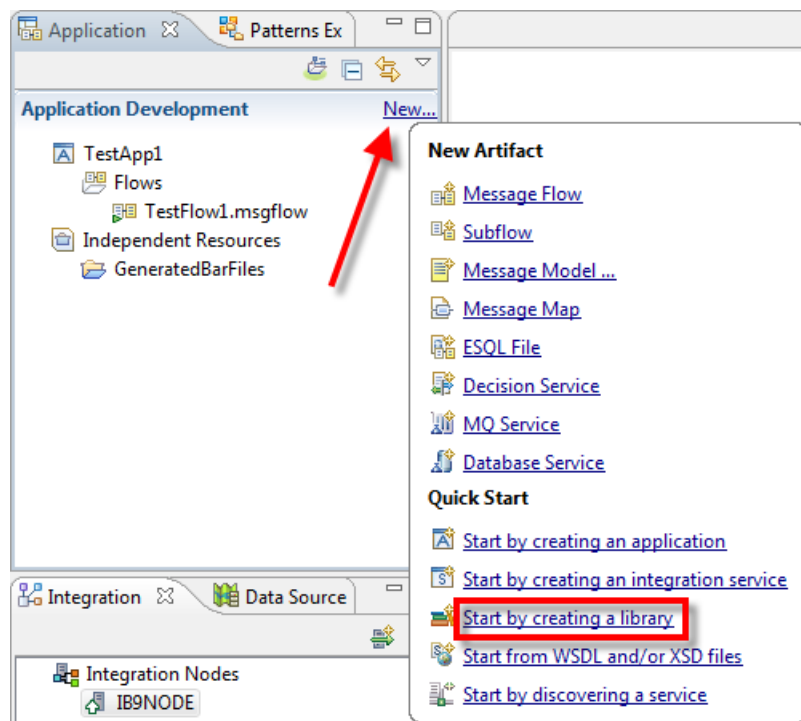 Application
Patterns Ex
Application Development
New...
TestApp1
Flows
TestFlow1.msgflow
Independent Resources
GeneratedBarFiles
New Artifact
Message Flow
Subflow
Message Model ...
Message Map
ESQL File
Decision Service
MQ Service
Database Service
Quick Start
Start by creating an application
Start by creating an integration service
Start by creating a library
Start from WSDL and/or XSD files
Start by discovering a service
Integration
Data Source
Integration Nodes
IB9NODE